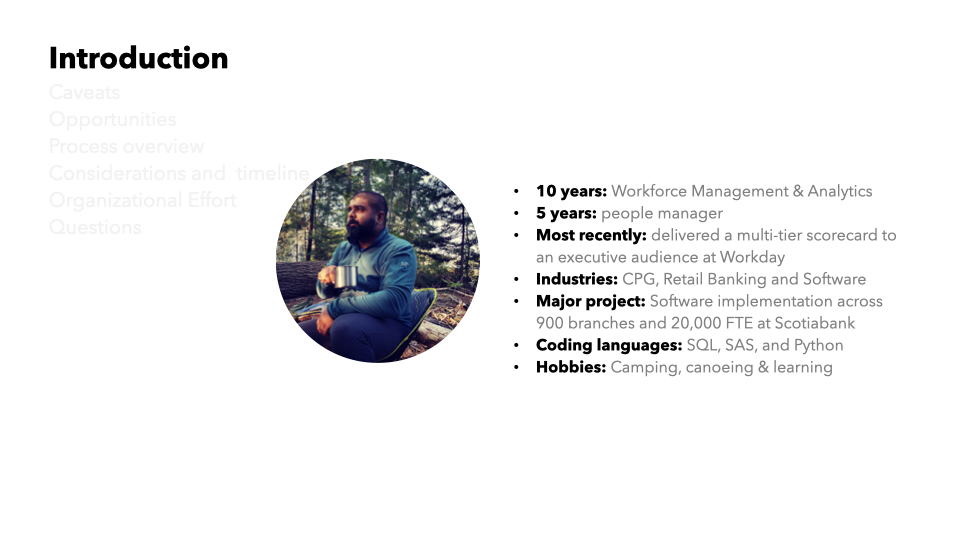 Introduction
Caveats
Opportunities
Process overview
Considerations and  timeline
Organizational Effort
Questions
• 10 years: Workforce Management & Analytics
• 5 years: people manager
• Most recently: delivered a multi-tier scorecard to
an executive audience at Workday
• Industries: CPG, Retail Banking and Software
• Major project: Software implementation across
900 branches and 20,000 FTE at Scotiabank
• Coding languages: SQL, SAS, and Python
• Hobbies: Camping, canoeing & learning